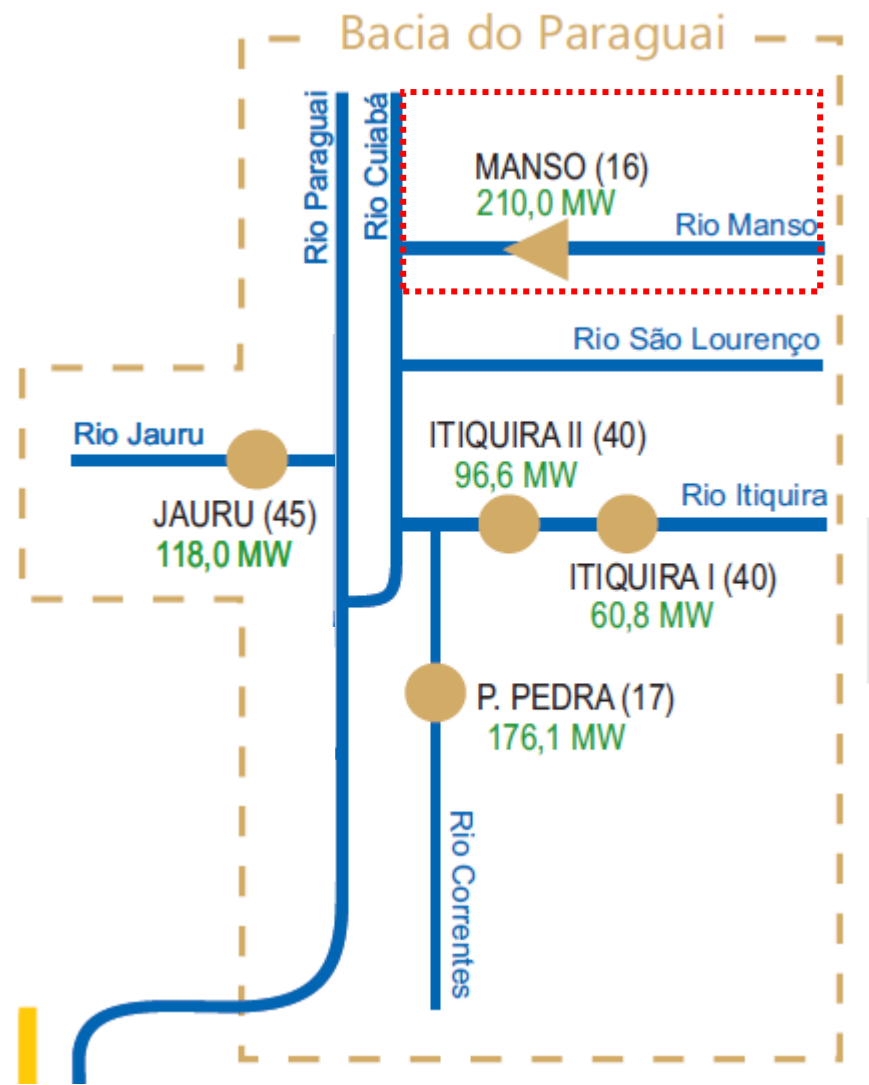 Bacia do Paraguai
Rio Paraguai
Rio Cuiabá
MANSO (16)
210,0 MW
Rio Manso
Rio São Lourenço
Rio Jauru
JAURU (45)
118,0 MW
ITIQUIRA II (40)
96,6 MW
Rio Itiquira
ITIQUIRA I (40)
60,8 MW
P. PEDRA (17)
176,1 MW
Rio Correntes